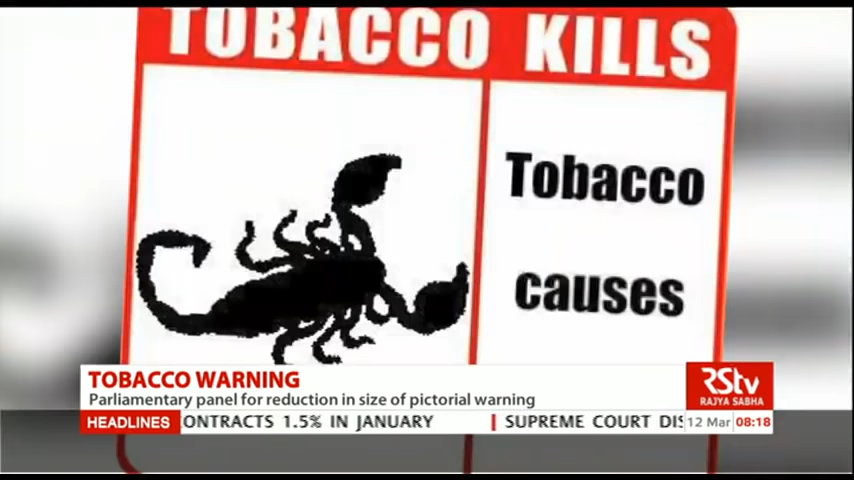 TOBACCO KILLS
Tobacco
causes
TOBACCO WARNING
Parliamentary panel for reduction in size of pictorial warning
RSTV
RAJYA SABHA
HEADLINES
ONTRACTS 1.5% IN JANUARY | SUPREME COURT DIS
12 Mar 08:18